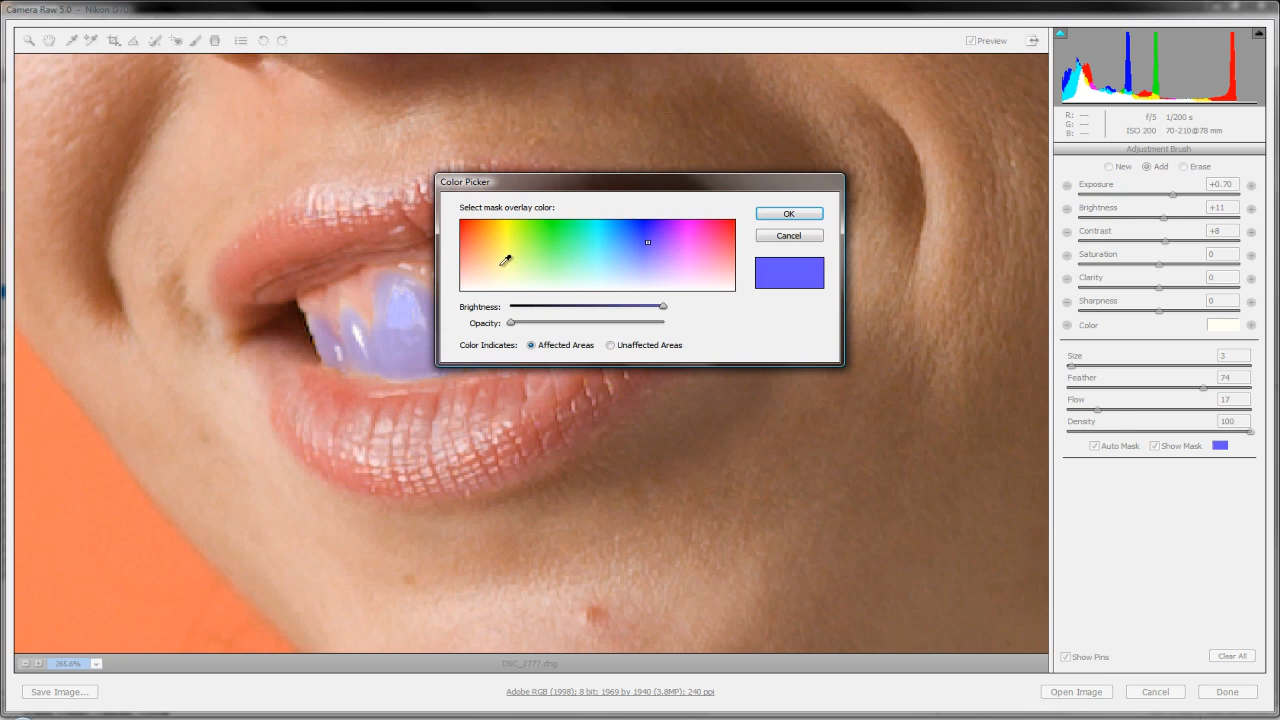 Camera Raw 5.0 - Nikon D70
Preview
R: ---
G: ---
B: ---
f/5 1/200 s
ISO 200 70-210@78 mm
Adjustment Brush
New Add Erase
Exposure +0.70
Brightness +11
Contrast +8
Saturation 0
Clarity 0
Sharpness 0
Color
Size 3
Feather 74
Flow 17
Density 100
Auto Mask Show Mask
Color Picker
Select mask overlay color:
OK
Cancel
Brightness:
Opacity:
Color Indicates: Affected Areas Unaffected Areas
Show Pins Clear All
265.6% DSC_2777.dng
Save Image... Adobe RGB (1998); 8 bit; 1969 by 1940 (3.8MP); 240 ppi Open Image Cancel Done